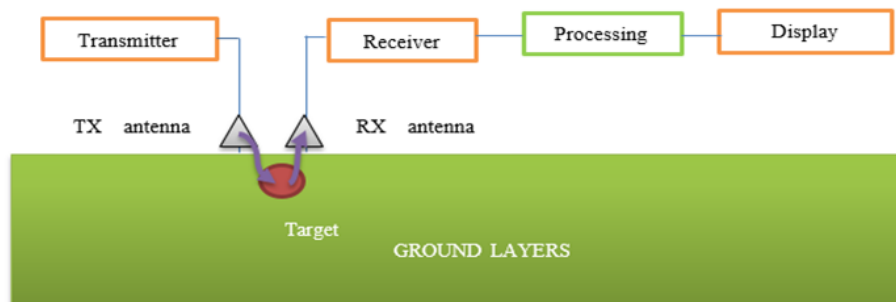 Transmitter
Receiver
Processing
Display
TX antenna
RX antenna
Target
GROUND LAYERS